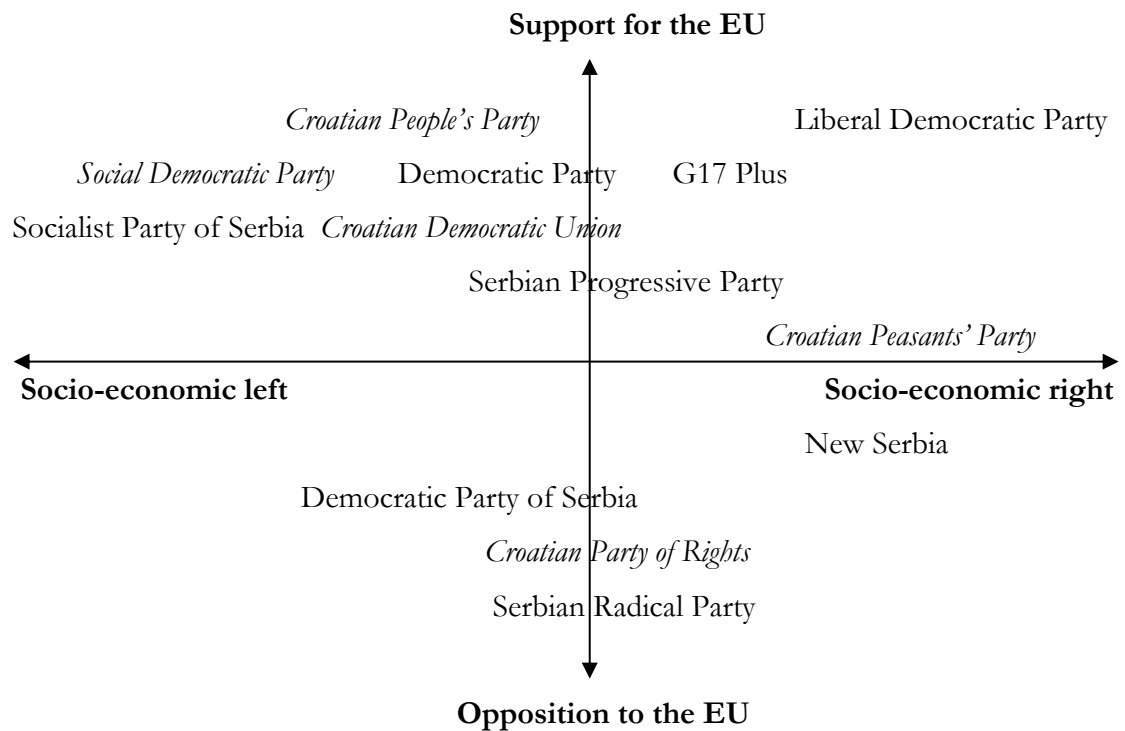 Support for the EU
Croatian People’s Party Liberal Democratic Party
Social Democratic Party Democratic Party G17 Plus
Socialist Party of Serbia Croatian Democratic Union
Serbian Progressive Party
Croatian Peasants’ Party
Socio-economic left Socio-economic right
New Serbia
Democratic Party of Serbia
Croatian Party of Rights
Serbian Radical Party
Opposition to the EU